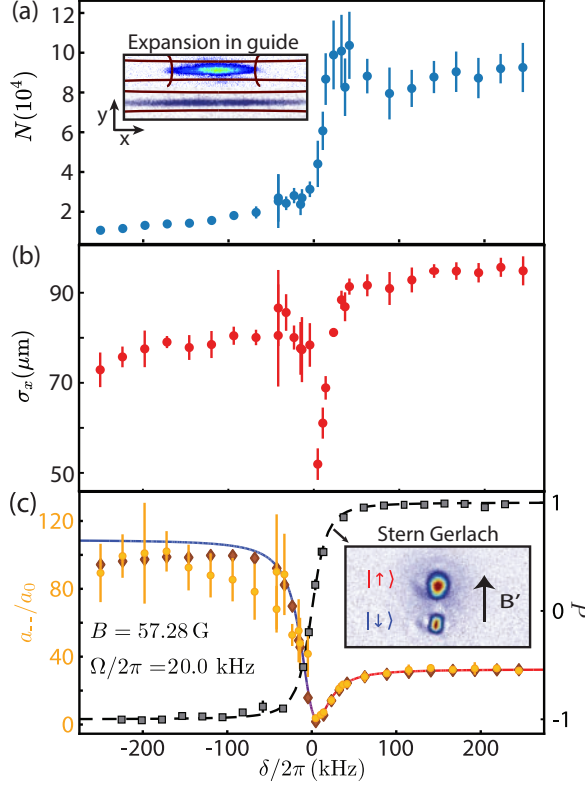 (a)
12
10
8
6
4
2
N(10⁴)
Expansion in guide
y
x
(b)
90
70
50
σₓ(μm)
(c)
120
80
40
0
a₋₋/a₀
1
0
-1
P
Stern Gerlach
|↑⟩
|↓⟩
B′
B = 57.28 G
Ω/2π =20.0 kHz
-200
-100
0
100
200
δ/2π (kHz)